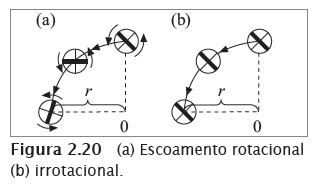 (a) (b)
r r
0 0
Figura 2.20 (a) Escoamento rotacional
(b) irrotacional.